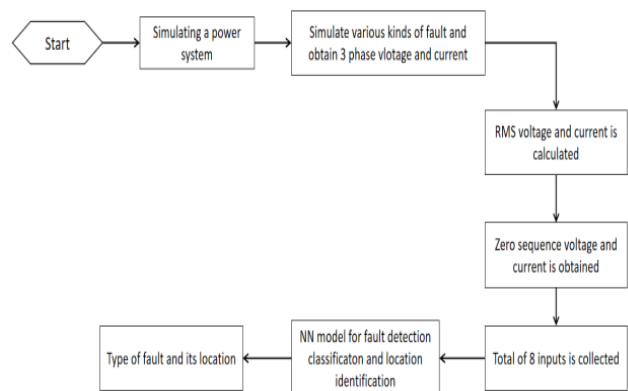 Start
Simulating a power
system
Simulate various kinds of fault and
obtain 3 phase vlotage and current
RMS voltage and current is
calculated
Zero sequence voltage and
current is obtained
Total of 8 inputs is collected
NN model for fault detection
classificaton and location
identification
Type of fault and its location